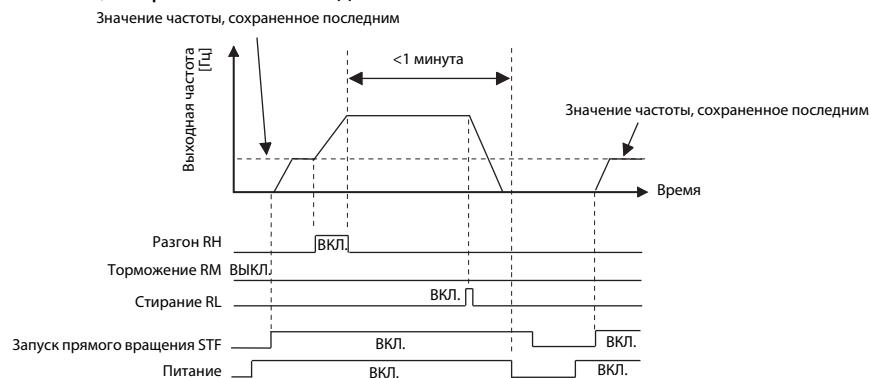 Значение частоты, сохраненное последним
Выходная частота
[Гц]
<1 минута
Значение частоты, сохраненное последним
Время
Разгон RH
ВКЛ.
Торможение RM
ВЫКЛ.
Стирание RL
ВКЛ.
Запуск прямого вращения STF
ВКЛ.
ВКЛ.
Питание
ВКЛ.
ВКЛ.